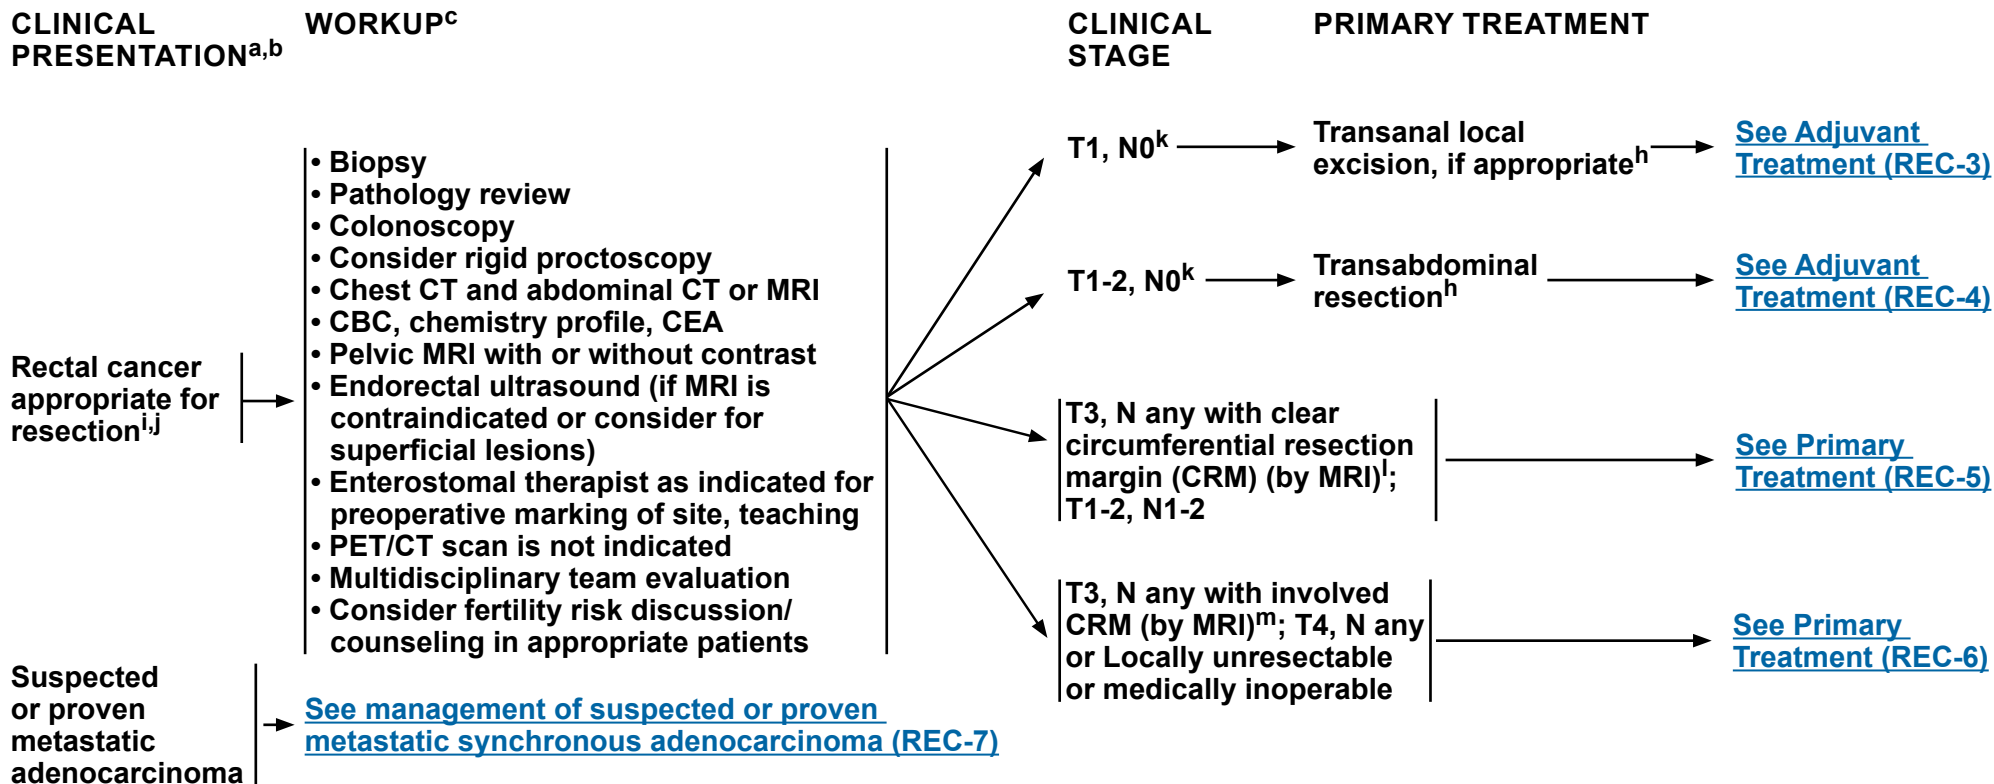 CLINICAL
PRESENTATIONa,b
WORKUPc
CLINICAL
STAGE
PRIMARY TREATMENT
Rectal cancer
appropriate for
resectioni,j
• Biopsy
• Pathology review
• Colonoscopy
• Consider rigid proctoscopy
• Chest CT and abdominal CT or MRI
• CBC, chemistry profile, CEA
• Pelvic MRI with or without contrast
• Endorectal ultrasound (if MRI is
contraindicated or consider for
superficial lesions)
• Enterostomal therapist as indicated for
preoperative marking of site, teaching
• PET/CT scan is not indicated
• Multidisciplinary team evaluation
• Consider fertility risk discussion/
counseling in appropriate patients
T1, N0k
Transanal local
excision, if appropriateh
See Adjuvant
Treatment (REC-3)
T1-2, N0k
Transabdominal
resectionh
See Adjuvant
Treatment (REC-4)
T3, N any with clear
circumferential resection
margin (CRM) (by MRI)l;
T1-2, N1-2
See Primary
Treatment (REC-5)
T3, N any with involved
CRM (by MRI)m; T4, N any
or Locally unresectable
or medically inoperable
See Primary
Treatment (REC-6)
Suspected
or proven
metastatic
adenocarcinoma
See management of suspected or proven
metastatic synchronous adenocarcinoma (REC-7)